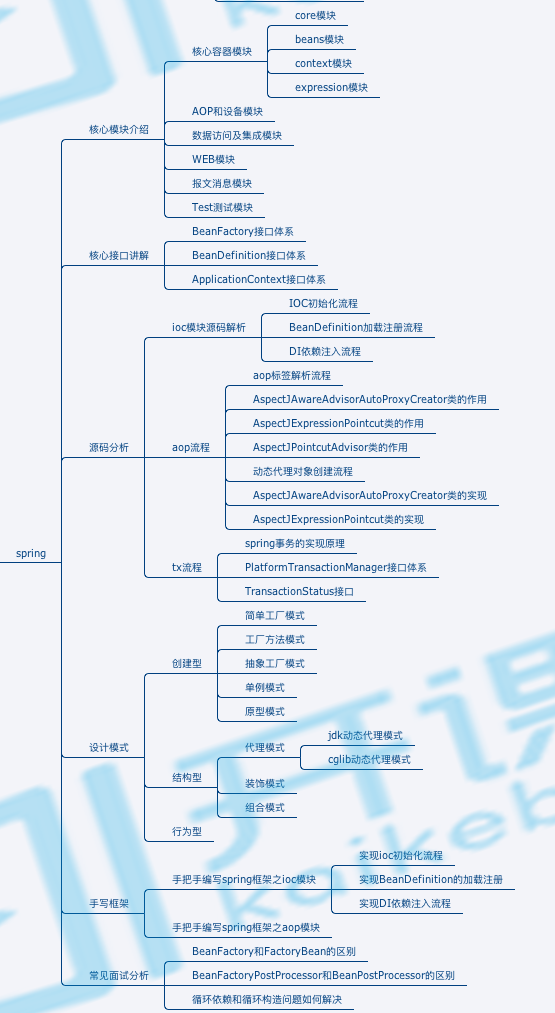 core模块
beans模块
核心容器模块
context模块
expression模块
AOP和设备模块
核心模块介绍
数据访问及集成模块
WEB模块
报文消息模块
Test测试模块
BeanFactory接口体系
核心接口讲解
BeanDefinition接口体系
ApplicationContext接口体系
IOC初始化流程
ioc模块源码解析
BeanDefinition加载注册流程
DI依赖注入流程
aop标签解析流程
AspectJAwareAdvisorAutoProxyCreator类的作用
AspectJExpressionPointcut类的作用
源码分析
aop流程
AspectJPointcutAdvisor类的作用
动态代理对象创建流程
AspectJAwareAdvisorAutoProxyCreator类的实现
AspectJExpressionPointcut类的实现
spring
spring事务的实现原理
tx流程
PlatformTransactionManager接口体系
TransactionStatus接口
简单工厂模式
工厂方法模式
创建型
抽象工厂模式
单例模式
原型模式
设计模式
代理模式
jdk动态代理模式
cglib动态代理模式
结构型
装饰模式
组合模式
行为型
实现ioc初始化流程
手把手编写spring框架之ioc模块
实现BeanDefinition的加载注册
手写框架
实现DI依赖注入流程
手把手编写spring框架之aop模块
BeanFactory和FactoryBean的区别
常见面试分析
BeanFactoryPostProcessor和BeanPostProcessor的区别
循环依赖和循环构造问题如何解决
开课
kaikeb